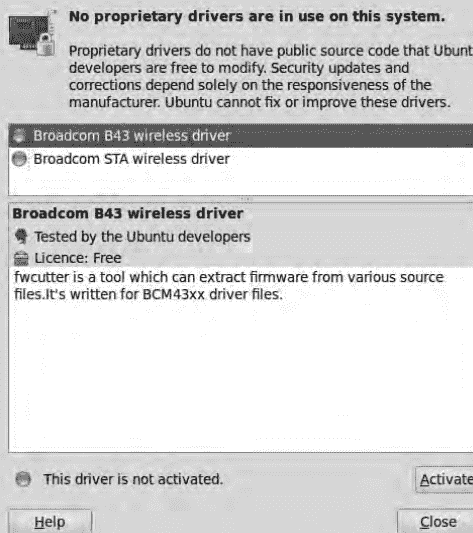 No proprietary drivers are in use on this system.
Proprietary drivers do not have public source code that Ubunt
developers are free to modify. Security updates and
corrections depend solely on the responsiveness of the
manufacturer. Ubuntu cannot fix or improve these drivers.
Broadcom B43 wireless driver
Broadcom STA wireless driver
Broadcom B43 wireless driver
Tested by the Ubuntu developers
Licence: Free
fwcutter is a tool which can extract firmware from various source
files.It's written for BCM43xx driver files.
This driver is not activated.
Activate
Help
Close